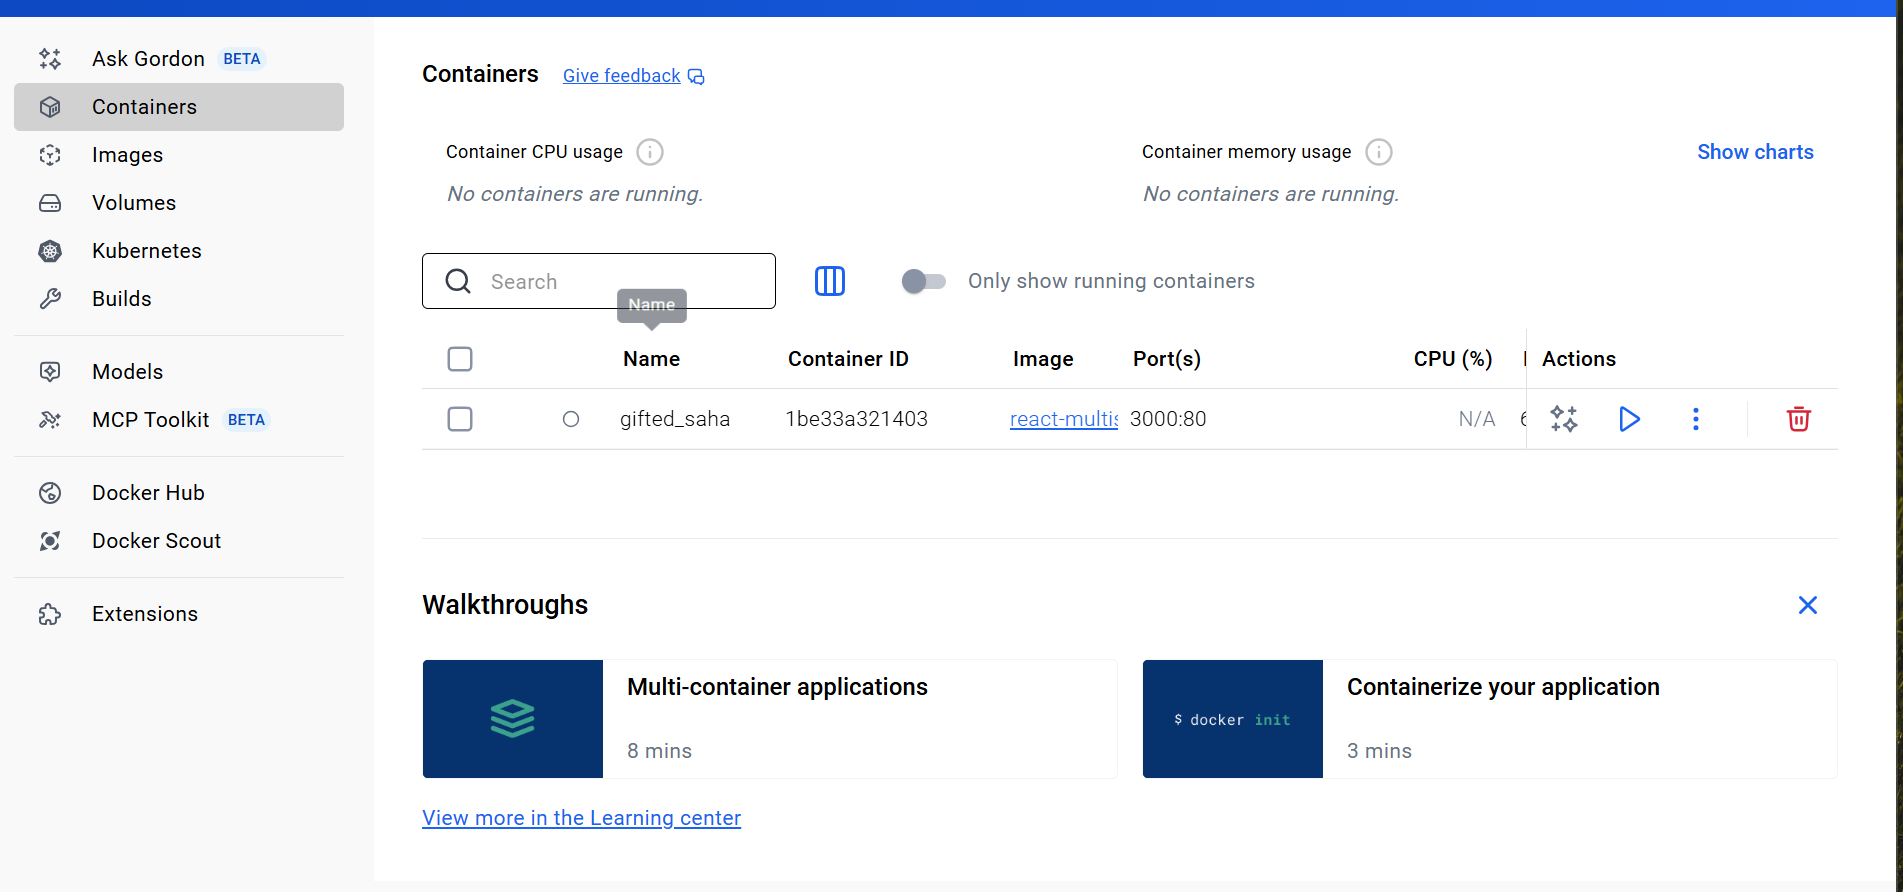 Ask Gordon BETA
Containers
Images
Volumes
Kubernetes
Builds
Models
MCP Toolkit BETA
Docker Hub
Docker Scout
Extensions
Containers Give feedback
Container CPU usage
No containers are running.
Container memory usage
No containers are running.
Show charts
Search
Only show running containers
Name
Name Container ID Image Port(s) CPU (%) Actions
gifted_saha 1be33a321403 react-multis 3000:80 N/A
Walkthroughs
Multi-container applications
8 mins
$ docker init
Containerize your application
3 mins
View more in the Learning center